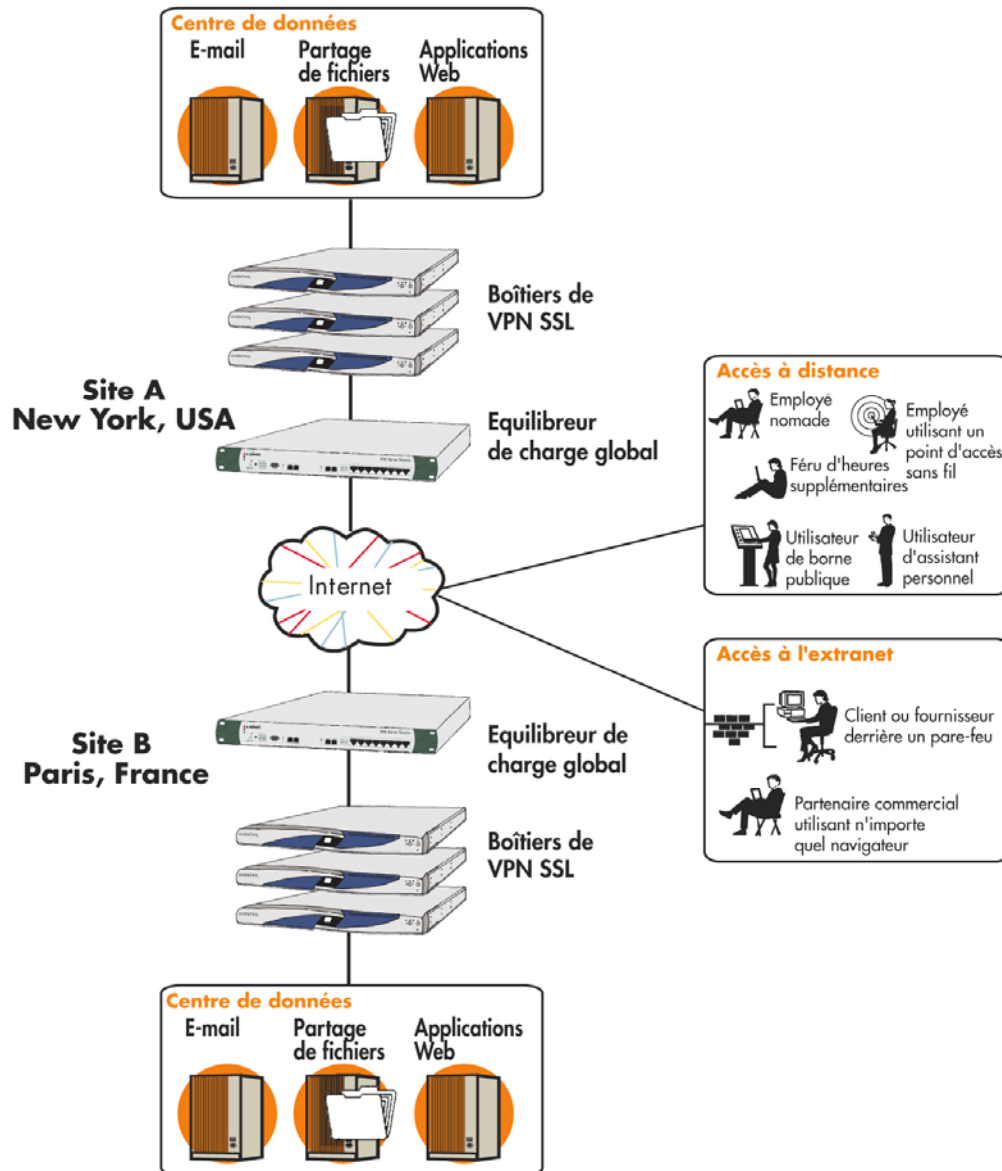 Centre de données
E-mail
Partage
de fichiers
Applications
Web
Boîtiers de
VPN SSL
Site A
New York, USA
Equilibreur
de charge global
Internet
Accès à distance
Employé
nomade
Employé
utilisant un
point d'accès
sans fil
Féru d'heures
supplémentaires
Utilisateur
de borne
publique
Utilisateur
d'assistant
personnel
Accès à l'extranet
Client ou fournisseur
derrière un pare-feu
Partenaire commercial
utilisant n'importe
quel navigateur
Site B
Paris, France
Equilibreur de
charge global
Boîtiers de
VPN SSL
Centre de données
E-mail
Partage
de fichiers
Applications
Web